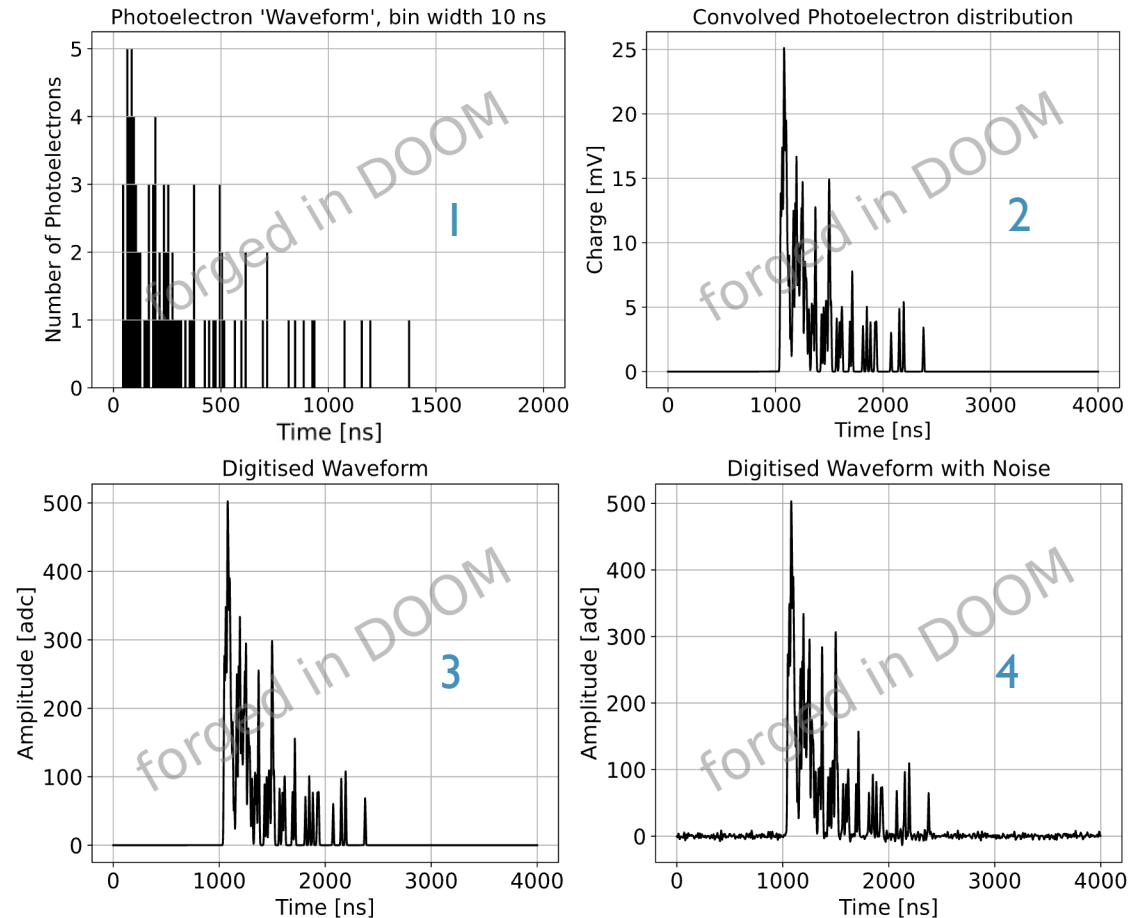 Photoelectron 'Waveform', bin width 10 ns
Number of Photoelectrons
5
4
3
2
1
0
0 500 1000 1500 2000
Time [ns]
forged in DOOM
1
Convolved Photoelectron distribution
Charge [mV]
25
20
15
10
5
0
0 1000 2000 3000 4000
Time [ns]
forged in DOOM
2
Digitised Waveform
Amplitude [adc]
500
400
300
200
100
0
0 1000 2000 3000 4000
Time [ns]
forged in DOOM
3
Digitised Waveform with Noise
Amplitude [adc]
500
400
300
200
100
0
0 1000 2000 3000 4000
Time [ns]
forged in DOOM
4